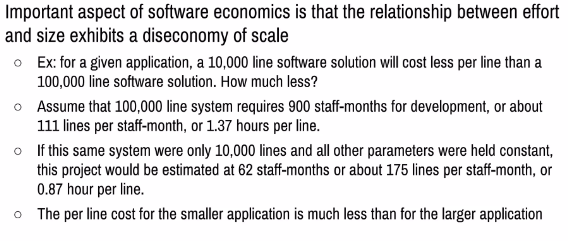 Important aspect of software economics is that the relationship between effort
and size exhibits a diseconomy of scale
○ Ex: for a given application, a 10,000 line software solution will cost less per line than a
100,000 line software solution. How much less?
○ Assume that 100,000 line system requires 900 staff-months for development, or about
111 lines per staff-month, or 1.37 hours per line.
○ If this same system were only 10,000 lines and all other parameters were held constant,
this project would be estimated at 62 staff-months or about 175 lines per staff-month, or
0.87 hour per line.
○ The per line cost for the smaller application is much less than for the larger application